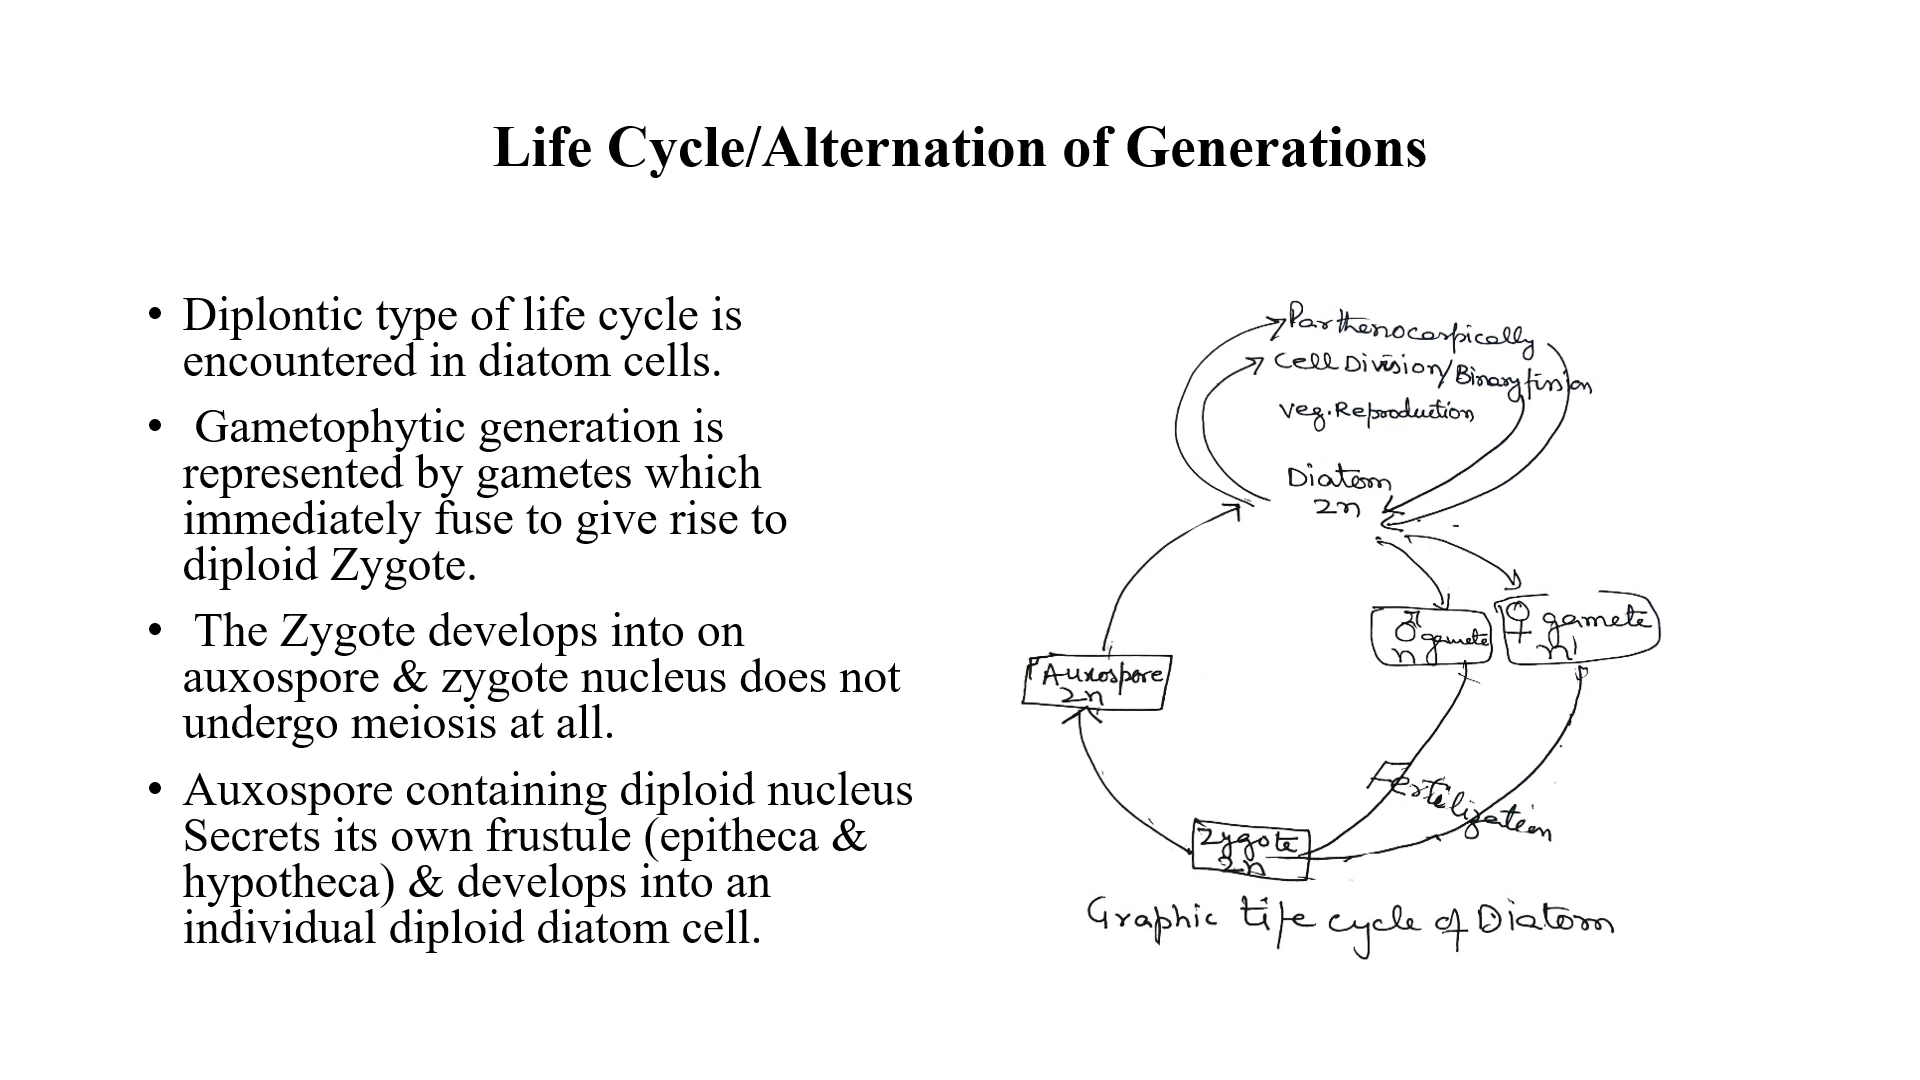 Life Cycle/Alternation of Generations
• Diplontic type of life cycle is
encountered in diatom cells.
• Gametophytic generation is
represented by gametes which
immediately fuse to give rise to
diploid Zygote.
• The Zygote develops into on
auxospore & zygote nucleus does not
undergo meiosis at all.
• Auxospore containing diploid nucleus
Secrets its own frustule (epitheca &
hypotheca) & develops into an
individual diploid diatom cell.
Parthenocarpically
Cell Division/Binary fission
Veg. Reproduction
Diatom
2n
♂ gamete
n
♀ gamete
n
Auxospore
2n
Fertilization
Zygote
2n
Graphic life cycle of Diatom